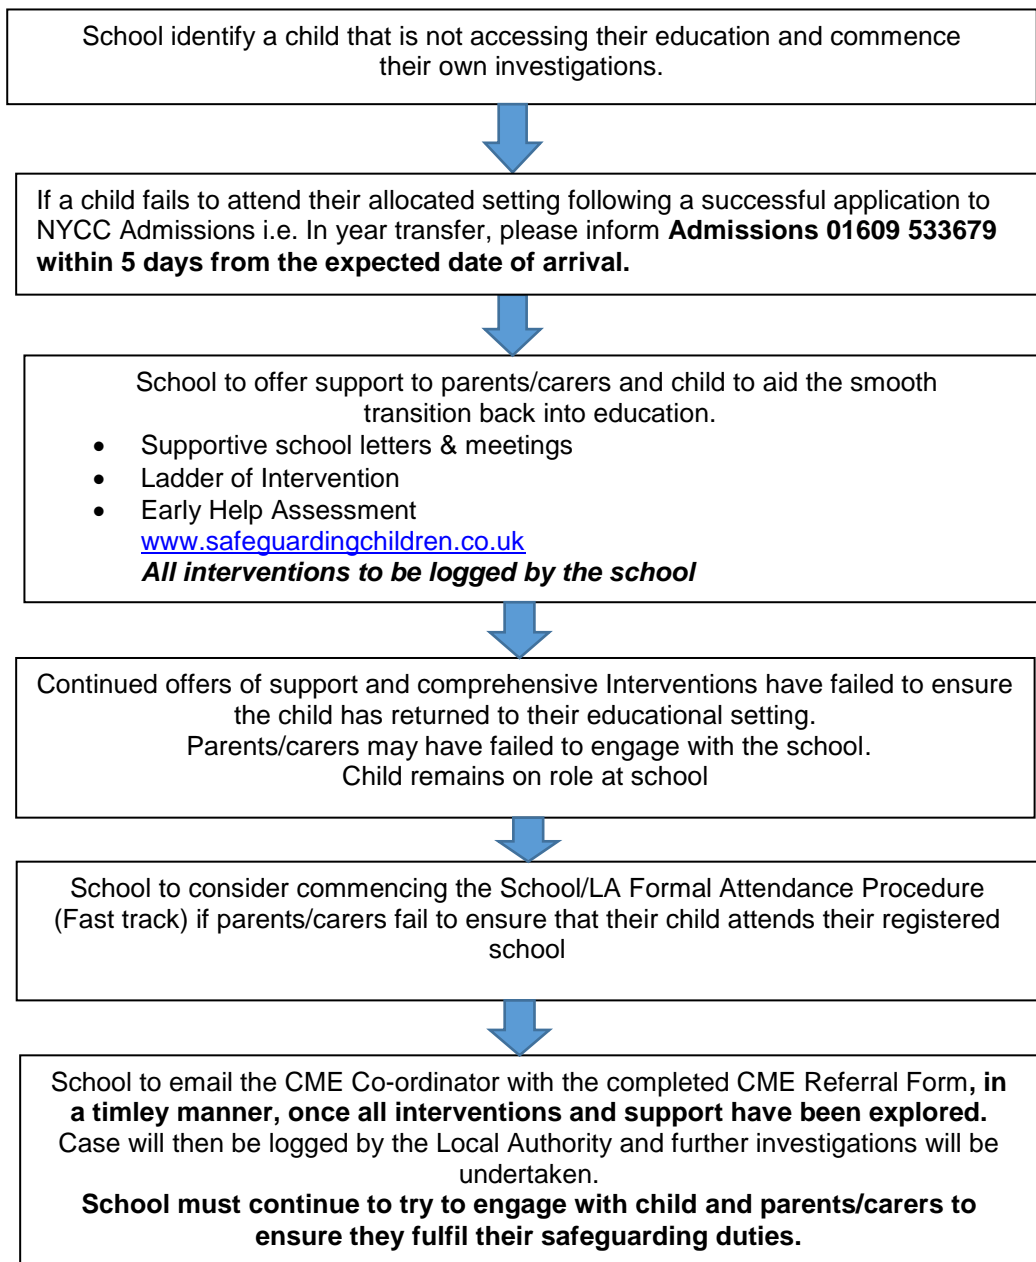 School identify a child that is not accessing their education and commence
their own investigations.
If a child fails to attend their allocated setting following a successful application to
NYCC Admissions i.e. In year transfer, please inform Admissions 01609 533679
within 5 days from the expected date of arrival.
School to offer support to parents/carers and child to aid the smooth
transition back into education.
• Supportive school letters & meetings
• Ladder of Intervention
• Early Help Assessment
www.safeguardingchildren.co.uk
All interventions to be logged by the school
Continued offers of support and comprehensive Interventions have failed to ensure
the child has returned to their educational setting.
Parents/carers may have failed to engage with the school.
Child remains on role at school
School to consider commencing the School/LA Formal Attendance Procedure
(Fast track) if parents/carers fail to ensure that their child attends their registered
school
School to email the CME Co-ordinator with the completed CME Referral Form, in
a timley manner, once all interventions and support have been explored.
Case will then be logged by the Local Authority and further investigations will be
undertaken.
School must continue to try to engage with child and parents/carers to
ensure they fulfil their safeguarding duties.